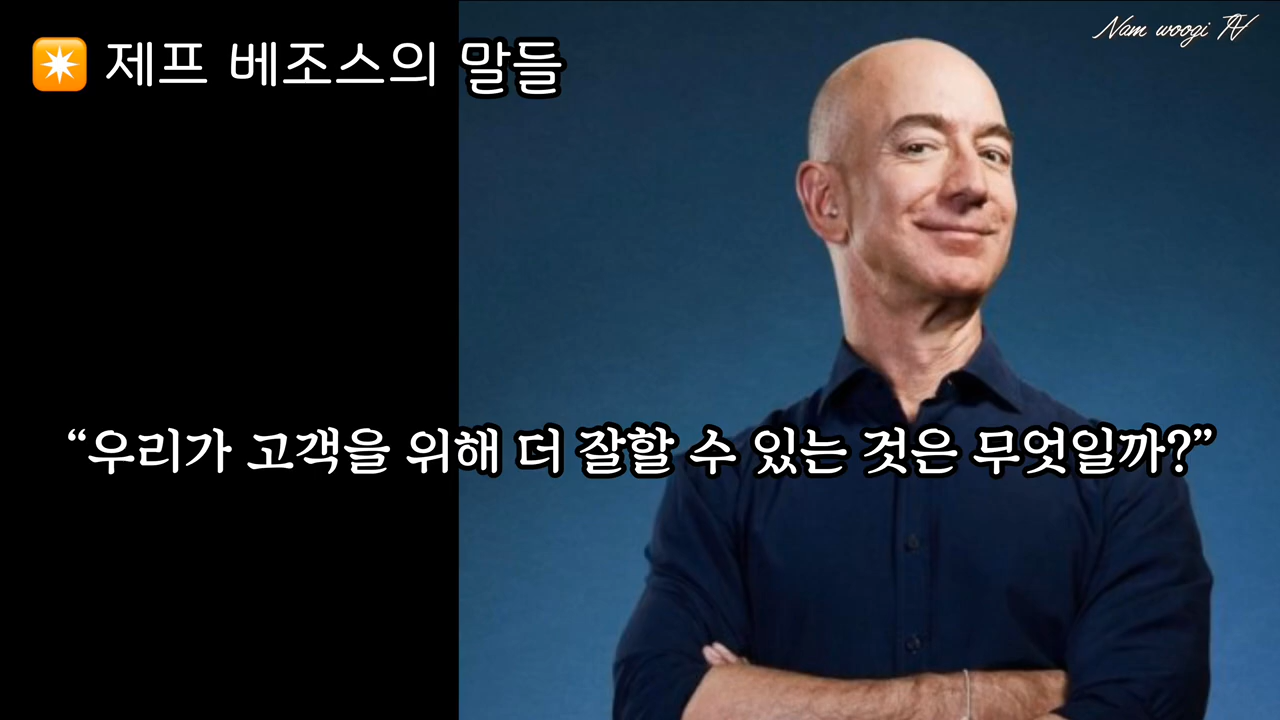 ✴️ 제프 베조스의 말들
Nam woogi TV
“우리가 고객을 위해 더 잘할 수 있는 것은 무엇일까?”